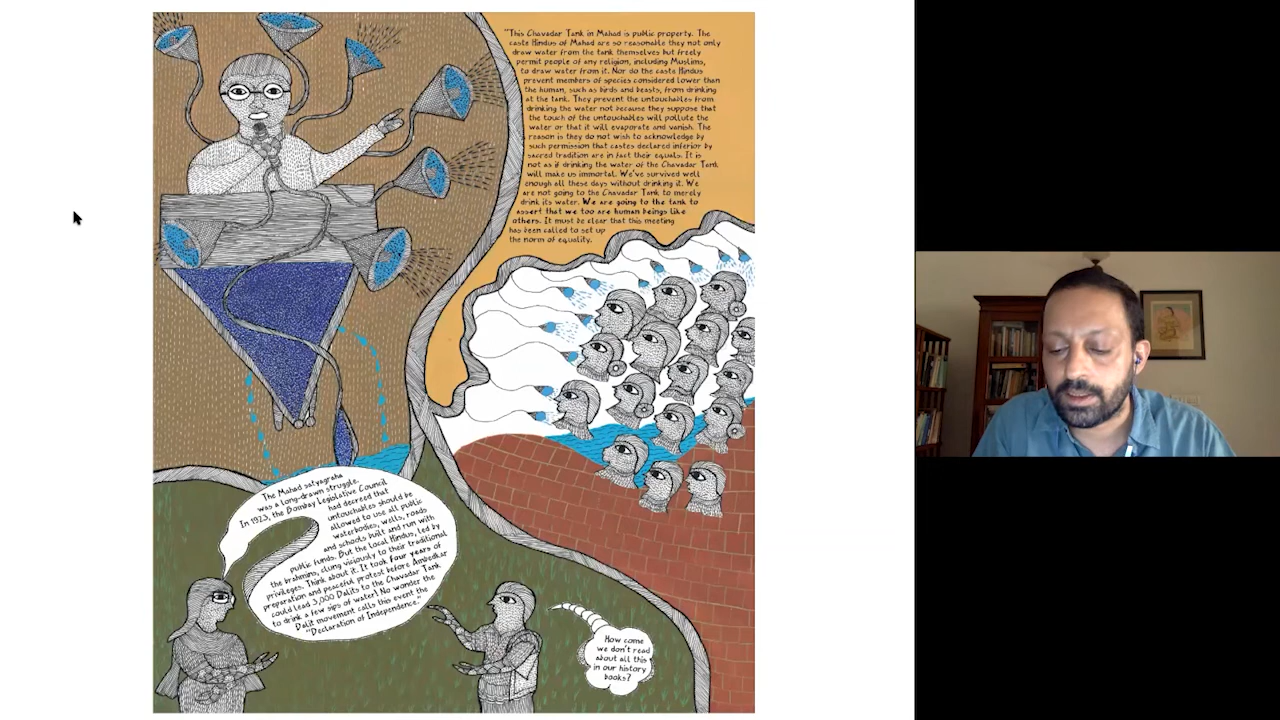 "This Chavadar Tank in Mahad is public property. The
caste Hindus of Mahad are so reasonable they not only
draw water from the tank themselves but freely
permit people of any religion, including Muslims,
to draw water from it. Nor do the caste Hindus
prevent members of species considered lower than
the human, such as birds and beasts, from drinking
at the tank. They prevent the untouchables from
drinking the water not because they suppose that
the touch of the untouchables will pollute the
water or that it will evaporate and vanish. The
reason is they do not wish to acknowledge by
such permission that castes declared inferior by
sacred tradition are in fact their equals. It is
not as if drinking the water of the Chavadar Tank
will make us immortal. We've survived well
enough all these days without drinking it. We
are not going to the Chavadar Tank to merely
drink its water. We are going to the tank to
assert that we too are human beings like
others. It must be clear that this meeting
has been called to set up
the norm of equality.
The Mahad satyagraha
was a long-drawn struggle.
In 1923, the Bombay Legislative Council
had decreed that
untouchables should be
allowed to use all public
waterbodies, wells, roads
and schools built and run with
public funds. But the local Hindus, led by
the brahmins, clung viciously to their traditional
privileges. Think about it. It took four years of
preparation and peaceful protest before Ambedkar
could lead 3,000 Dalits to the Chavadar Tank
to drink a few sips of water! No wonder the
Dalit movement calls this event the
"Declaration of Independence."
How come
we don't read
about all this
in our history
books?